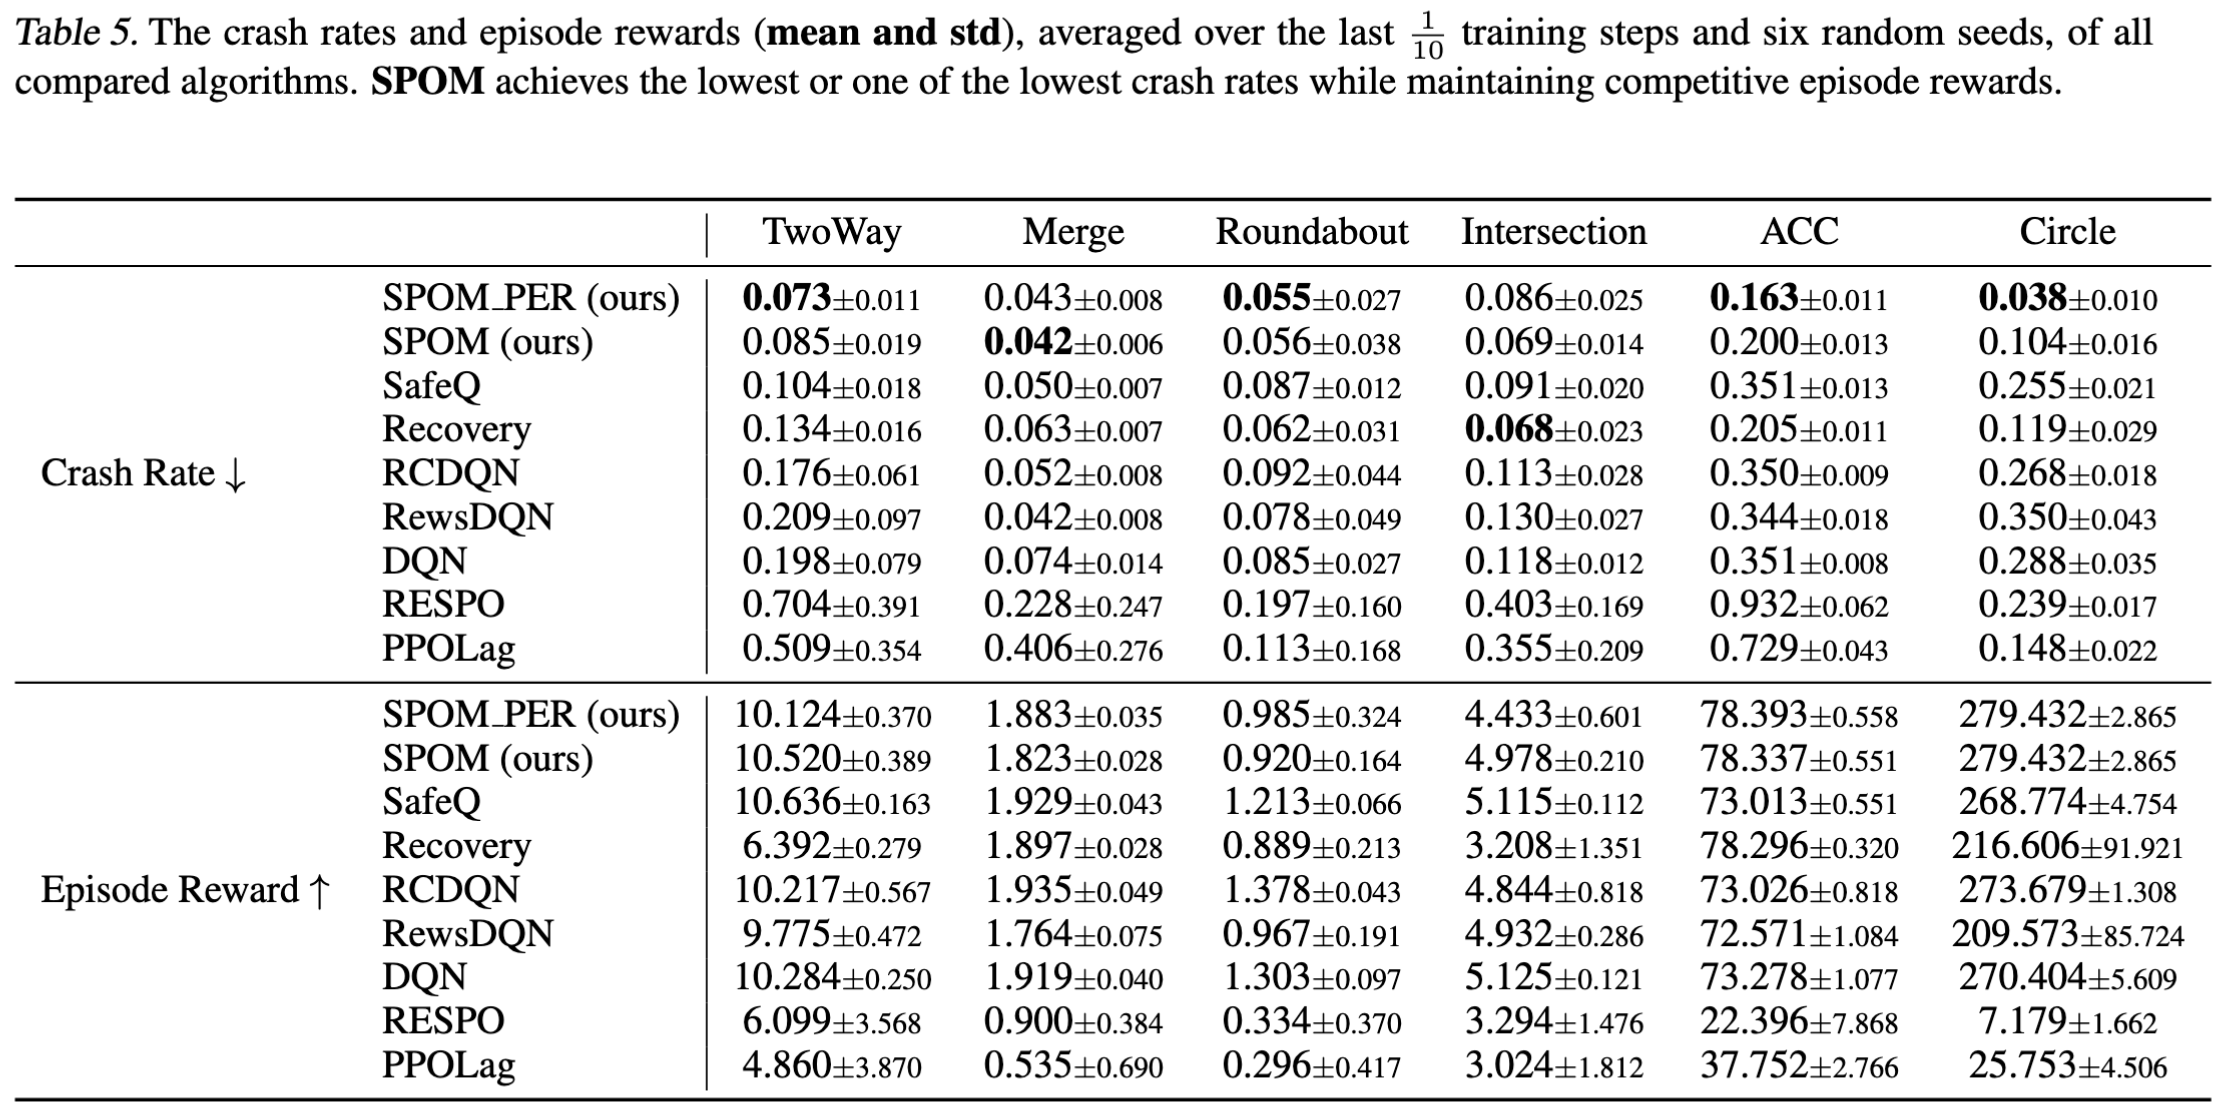 Table 5. The crash rates and episode rewards (mean and std), averaged over the last 1/10 training steps and six random seeds, of all
compared algorithms. SPOM achieves the lowest or one of the lowest crash rates while maintaining competitive episode rewards.
TwoWay Merge Roundabout Intersection ACC Circle
SPOM_PER (ours) 0.073±0.011 0.043±0.008 0.055±0.027 0.086±0.025 0.163±0.011 0.038±0.010
SPOM (ours) 0.085±0.019 0.042±0.006 0.056±0.038 0.069±0.014 0.200±0.013 0.104±0.016
SafeQ 0.104±0.018 0.050±0.007 0.087±0.012 0.091±0.020 0.351±0.013 0.255±0.021
Recovery 0.134±0.016 0.063±0.007 0.062±0.031 0.068±0.023 0.205±0.011 0.119±0.029
Crash Rate ↓ RCDQN 0.176±0.061 0.052±0.008 0.092±0.044 0.113±0.028 0.350±0.009 0.268±0.018
RewsDQN 0.209±0.097 0.042±0.008 0.078±0.049 0.130±0.027 0.344±0.018 0.350±0.043
DQN 0.198±0.079 0.074±0.014 0.085±0.027 0.118±0.012 0.351±0.008 0.288±0.035
RESPO 0.704±0.391 0.228±0.247 0.197±0.160 0.403±0.169 0.932±0.062 0.239±0.017
PPOLag 0.509±0.354 0.406±0.276 0.113±0.168 0.355±0.209 0.729±0.043 0.148±0.022
SPOM_PER (ours) 10.124±0.370 1.883±0.035 0.985±0.324 4.433±0.601 78.393±0.558 279.432±2.865
SPOM (ours) 10.520±0.389 1.823±0.028 0.920±0.164 4.978±0.210 78.337±0.551 279.432±2.865
SafeQ 10.636±0.163 1.929±0.043 1.213±0.066 5.115±0.112 73.013±0.551 268.774±4.754
Recovery 6.392±0.279 1.897±0.028 0.889±0.213 3.208±1.351 78.296±0.320 216.606±91.921
Episode Reward ↑ RCDQN 10.217±0.567 1.935±0.049 1.378±0.043 4.844±0.818 73.026±0.818 273.679±1.308
RewsDQN 9.775±0.472 1.764±0.075 0.967±0.191 4.932±0.286 72.571±1.084 209.573±85.724
DQN 10.284±0.250 1.919±0.040 1.303±0.097 5.125±0.121 73.278±1.077 270.404±5.609
RESPO 6.099±3.568 0.900±0.384 0.334±0.370 3.294±1.476 22.396±7.868 7.179±1.662
PPOLag 4.860±3.870 0.535±0.690 0.296±0.417 3.024±1.812 37.752±2.766 25.753±4.506